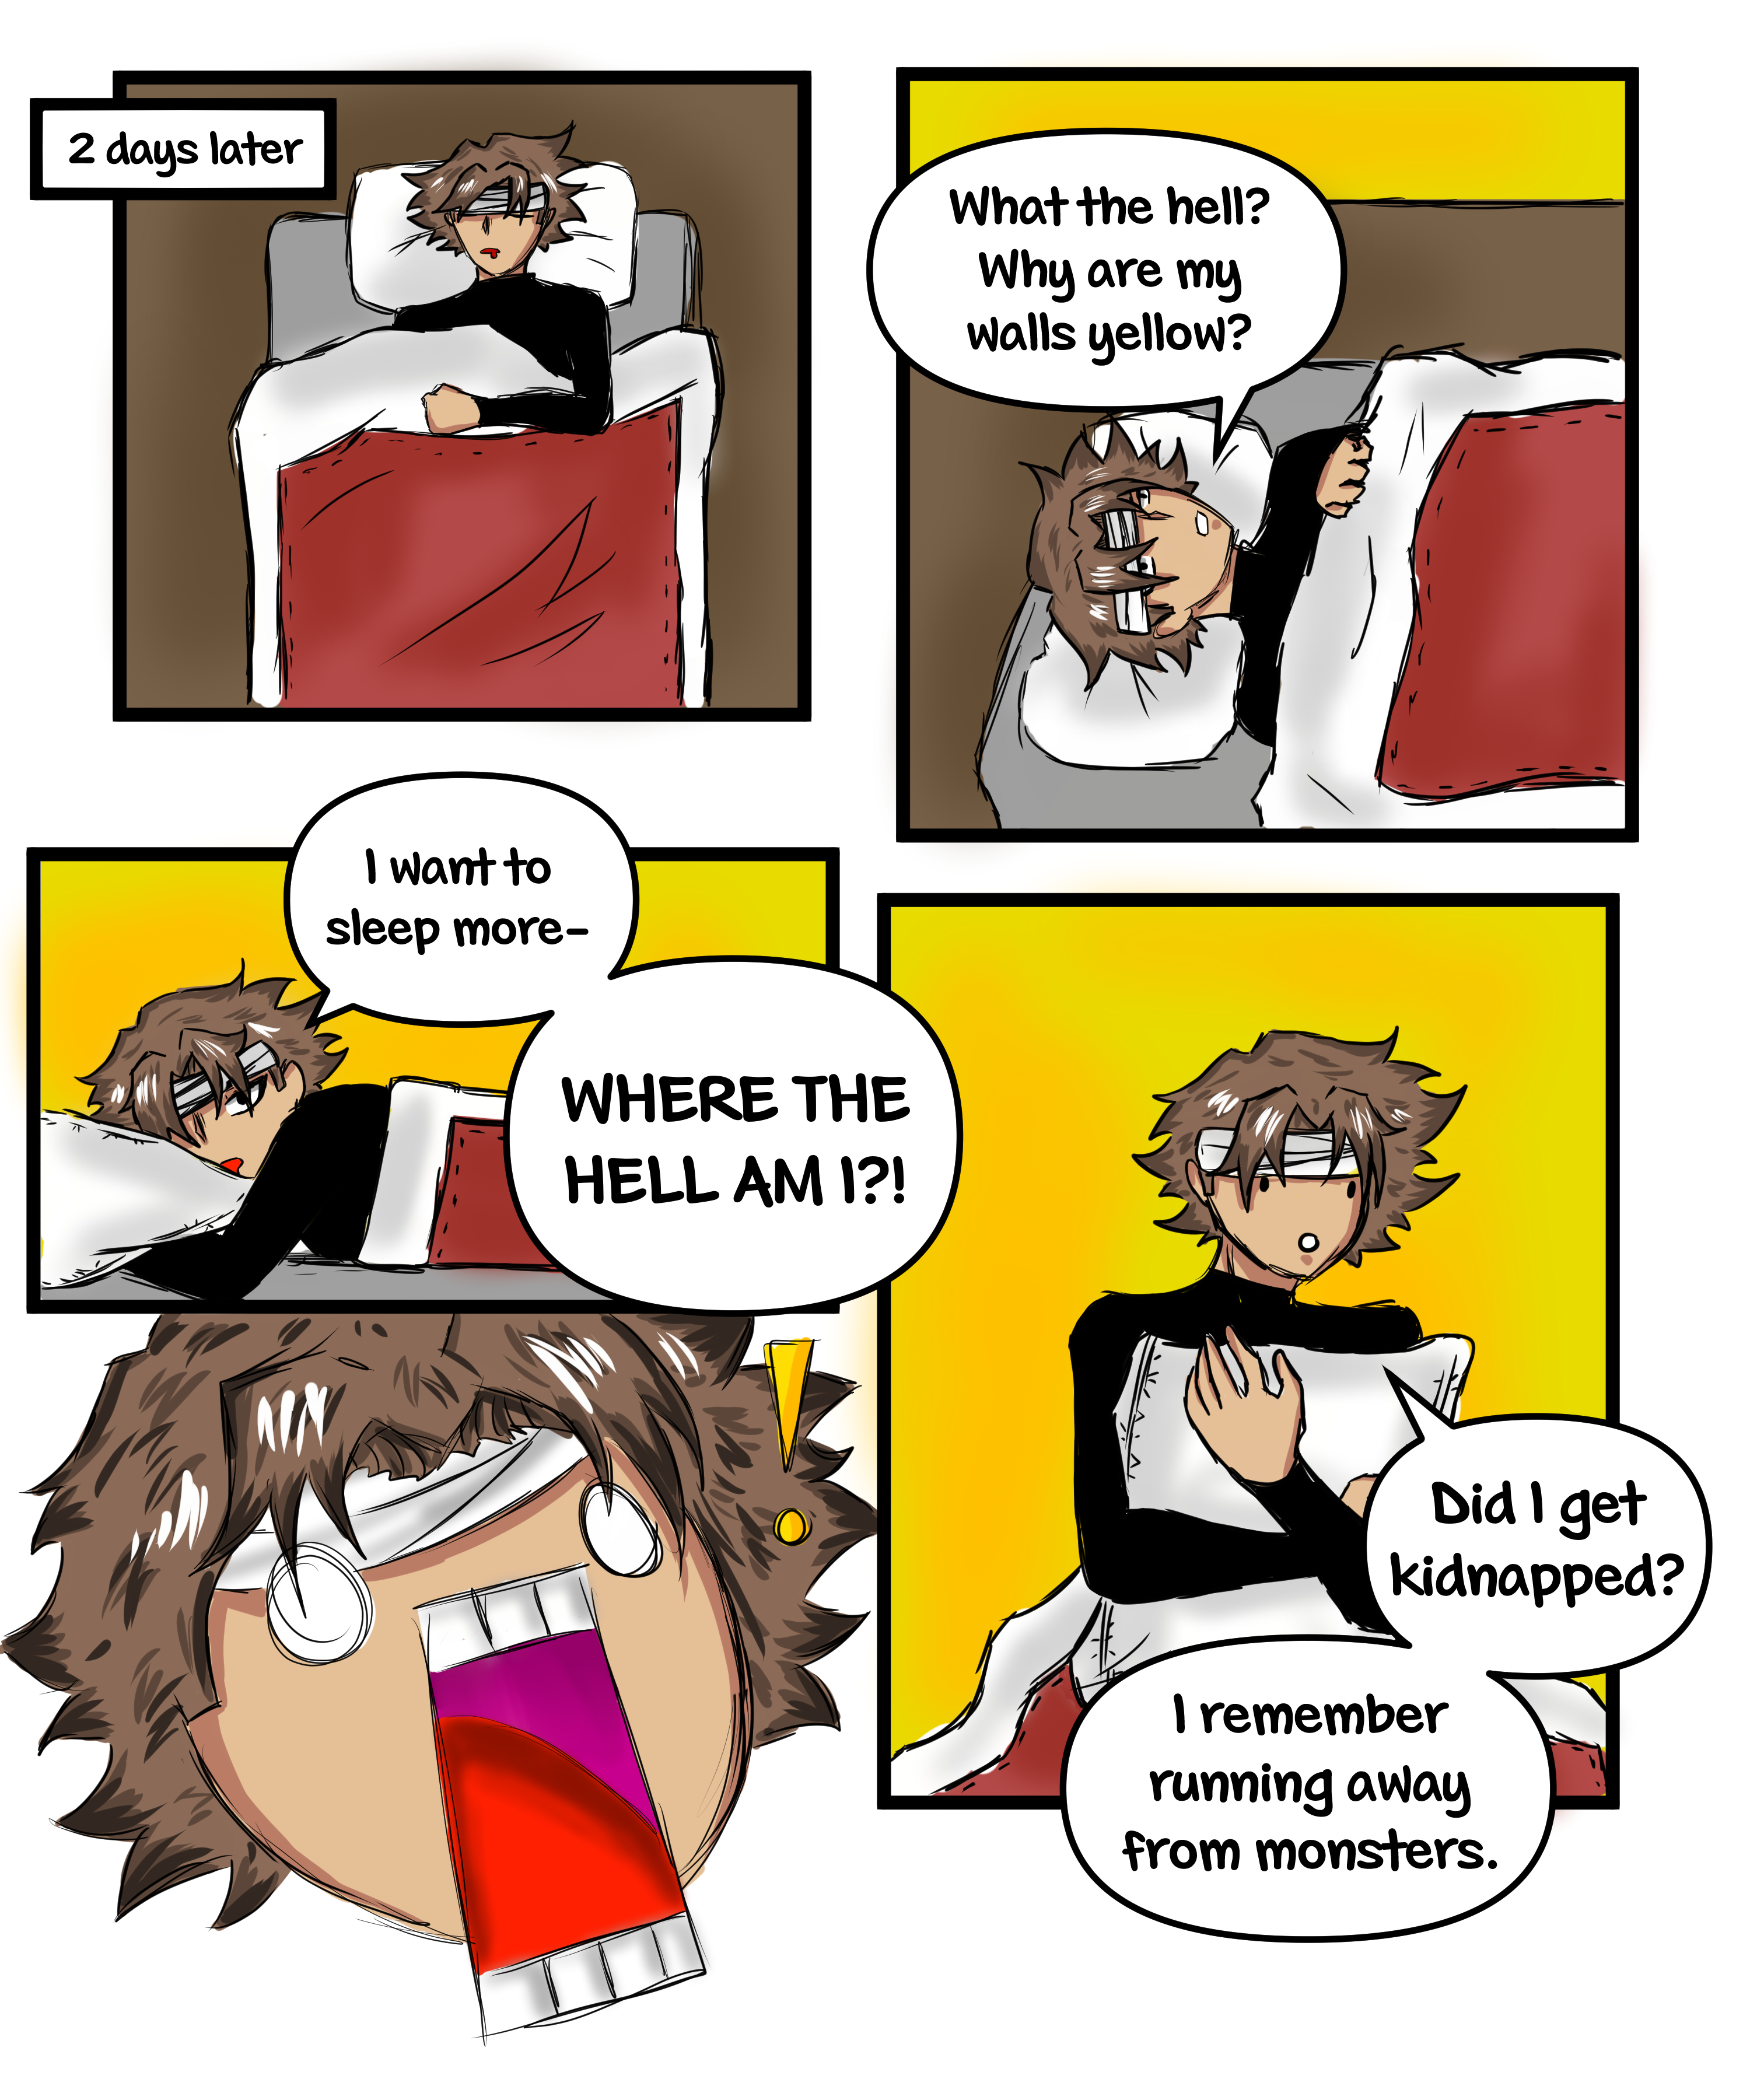 2 days later
What the hell?
Why are my
walls yellow?
I want to
sleep more-
WHERE THE
HELL AM I?!
Did I get
kidnapped?
I remember
running away
from monsters.